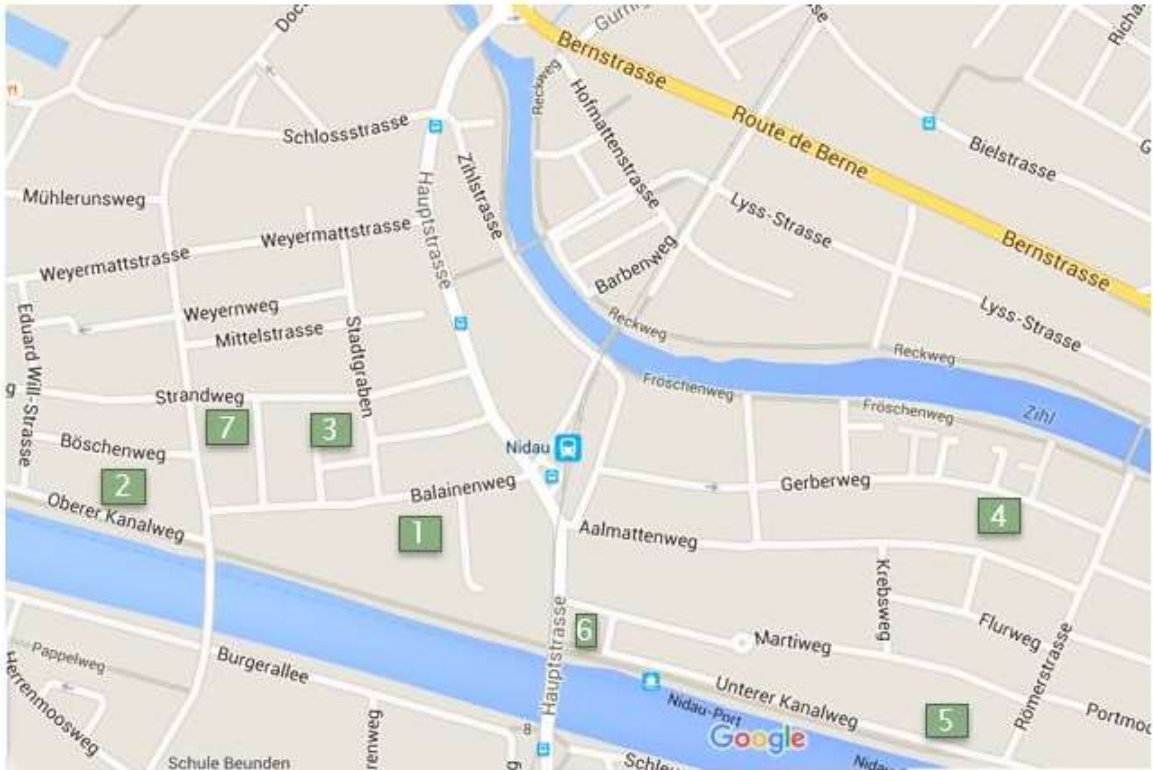 Bernstrasse
Reckweg
Hofmattenstrasse
Route de Berne
Schlossstrasse
Zihlstrasse
Bielstrasse
Mühlerunsweg
Hauptstrasse
Lyss-Strasse
Weyermattstrasse
Weyermattstrasse
Barbenweg
Bernstrasse
Weyernweg
Mittelstrasse
Stadtgraben
Eduard Will-Strasse
Reckweg
Lyss-Strasse
Reckweg
Fröschenweg
Fröschenweg
Zihl
Strandweg
7
3
Böschenweg
Nidau
2
Balainenweg
Gerberweg
Oberer Kanalweg
1
4
Aalmattenweg
Krebsweg
6
Martiweg
Flurweg
Hauptstrasse
Römerstrasse
Pappelweg
Burgerallee
Herrenmoosweg
Unterer Kanalweg
Nidau-Port
5
8
Google
Schule Beunden